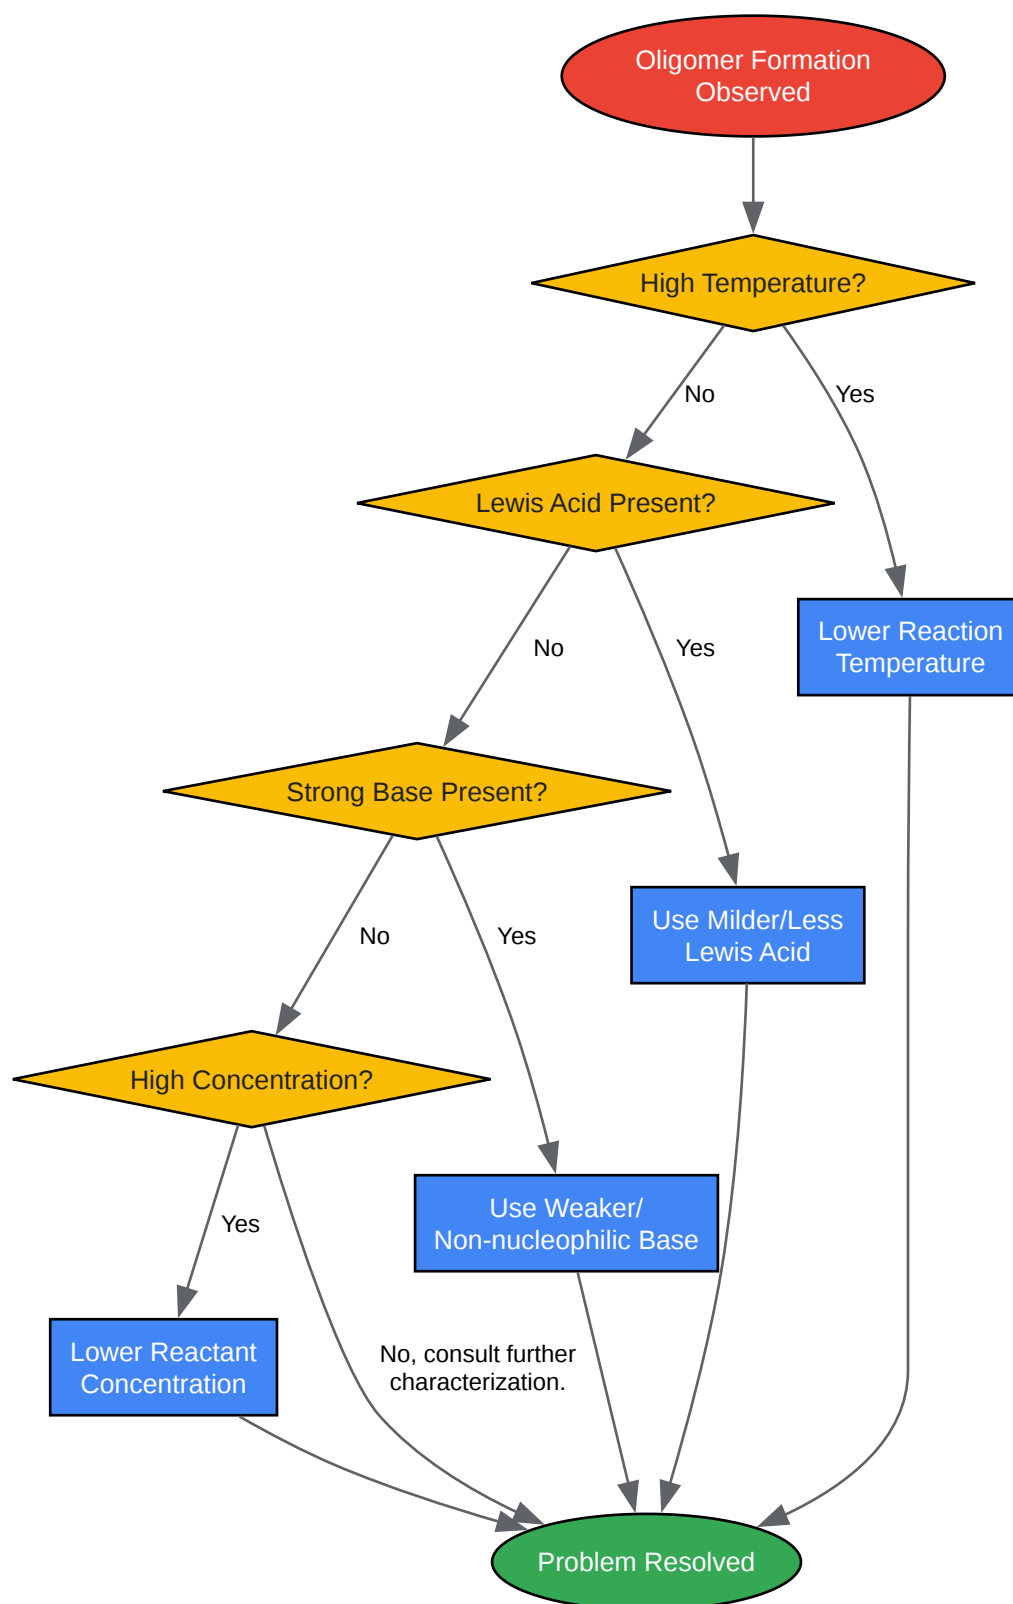 Oligomer Formation
Observed
High Temperature?
No
Yes
Lewis Acid Present?
No
Yes
Lower Reaction
Temperature
Strong Base Present?
No
Yes
Use Milder/Less
Lewis Acid
High Concentration?
Yes
Use Weaker/
Non-nucleophilic Base
Lower Reactant
Concentration
No, consult further
characterization.
Problem Resolved